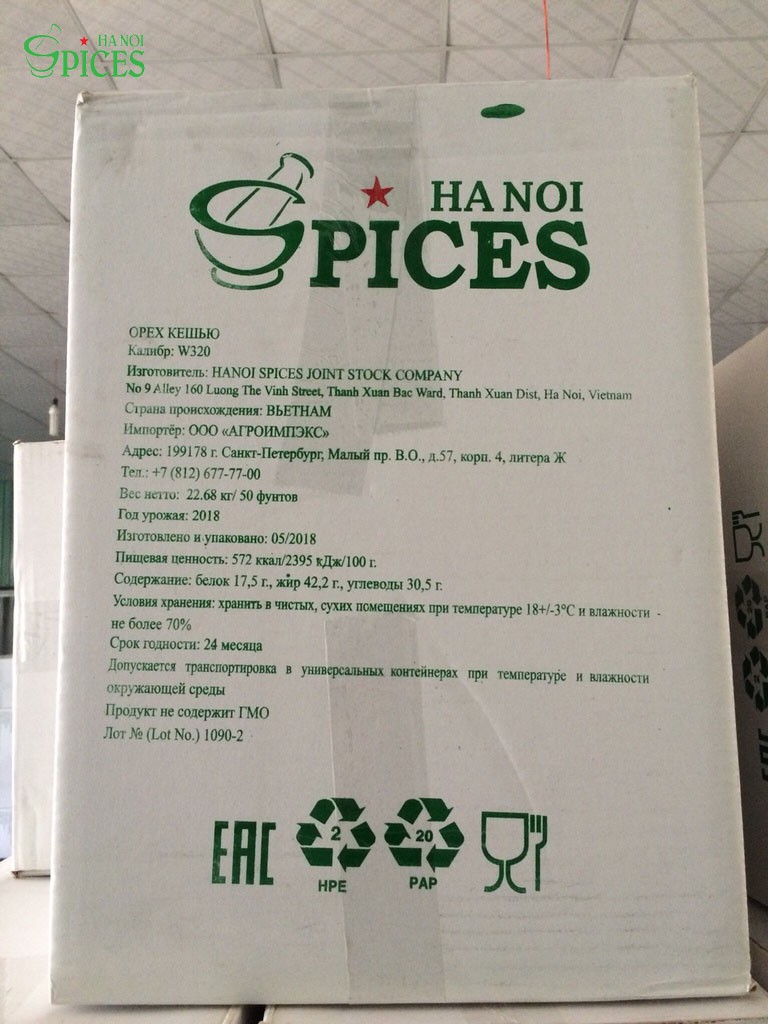 HA NOI
SPICES
HA NOI
SPICES
ОРЕХ КЕШЬЮ
Калибр: W320
Изготовитель: HANOI SPICES JOINT STOCK COMPANY
No 9 Alley 160 Luong The Vinh Street, Thanh Xuan Bac Ward, Thanh Xuan Dist, Ha Noi, Vietnam
Страна происхождения: ВЬЕТНАМ
Импортёр: ООО «АГРОИМПЭКС»
Адрес: 199178 г. Санкт-Петербург, Малый пр. В.О., д.57, корп. 4, литера Ж
Тел.: +7 (812) 677-77-00
Вес нетто: 22.68 кг/ 50 фунтов
Год урожая: 2018
Изготовлено и упаковано: 05/2018
Пищевая ценность: 572 ккал/2395 кДж/100 г.
Содержание: белок 17,5 г., жир 42,2 г., углеводы 30,5 г.
Условия хранения: хранить в чистых, сухих помещениях при температуре 18+/-3°С и влажности -
не более 70%
Срок годности: 24 месяца
Допускается транспортировка в универсальных контейнерах при температуре и влажности
окружающей среды
Продукт не содержит ГМО
Лот № (Lot No.) 1090-2
EAC
2
20
HPE
PAP
EAC